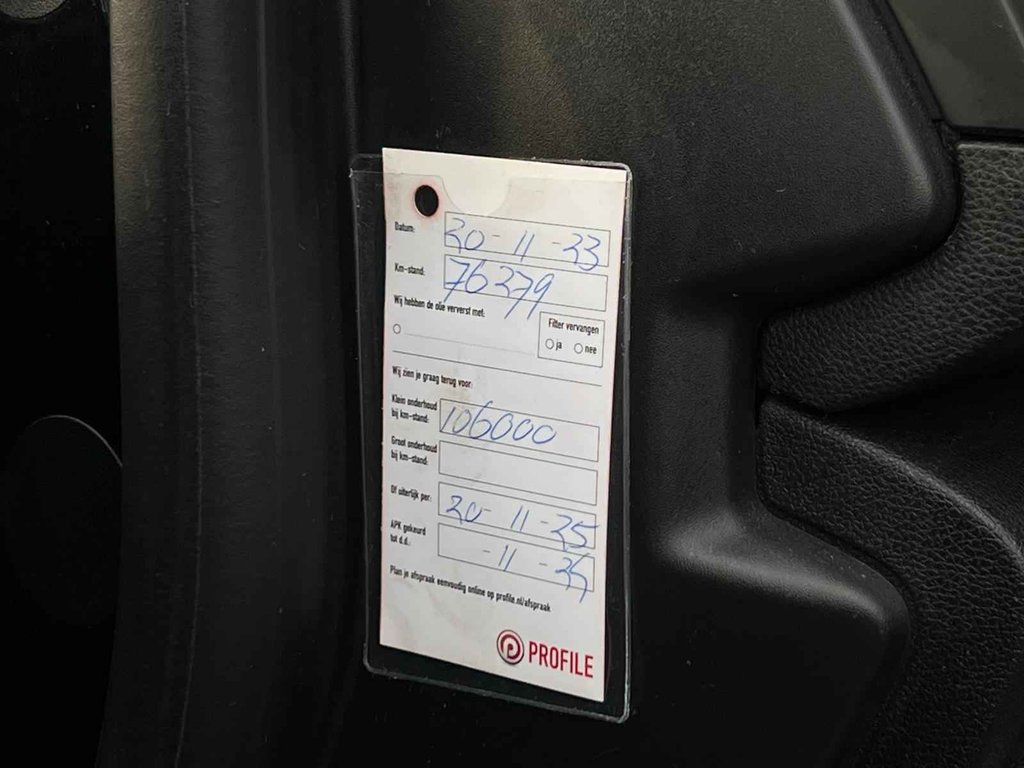 Datum: 20-11-23
Km-stand: 76279
Wij hebben de olie ververst met:
Filter vervangen
ja nee
Wij zien je graag terug voor:
Klein onderhoud
bij km-stand: 106000
Groot onderhoud
bij km-stand:
Of uiterlijk per: 20-11-25
APK gekeurd
tot d.d.: -11-24
Plan je afspraak eenvoudig online op profile.nl/afspraak
PROFILE